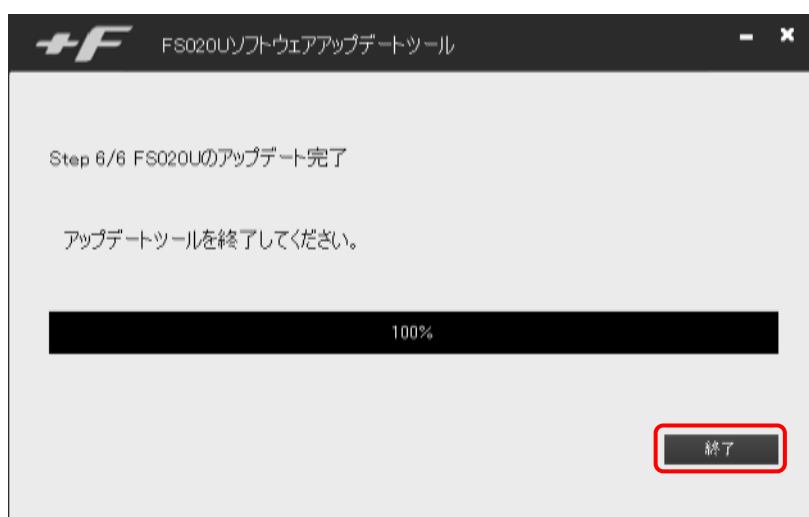 +F FS020Uソフトウェアアップデートツール
Step 6/6 FS020Uのアップデート完了
アップデートツールを終了してください。
100%
終了